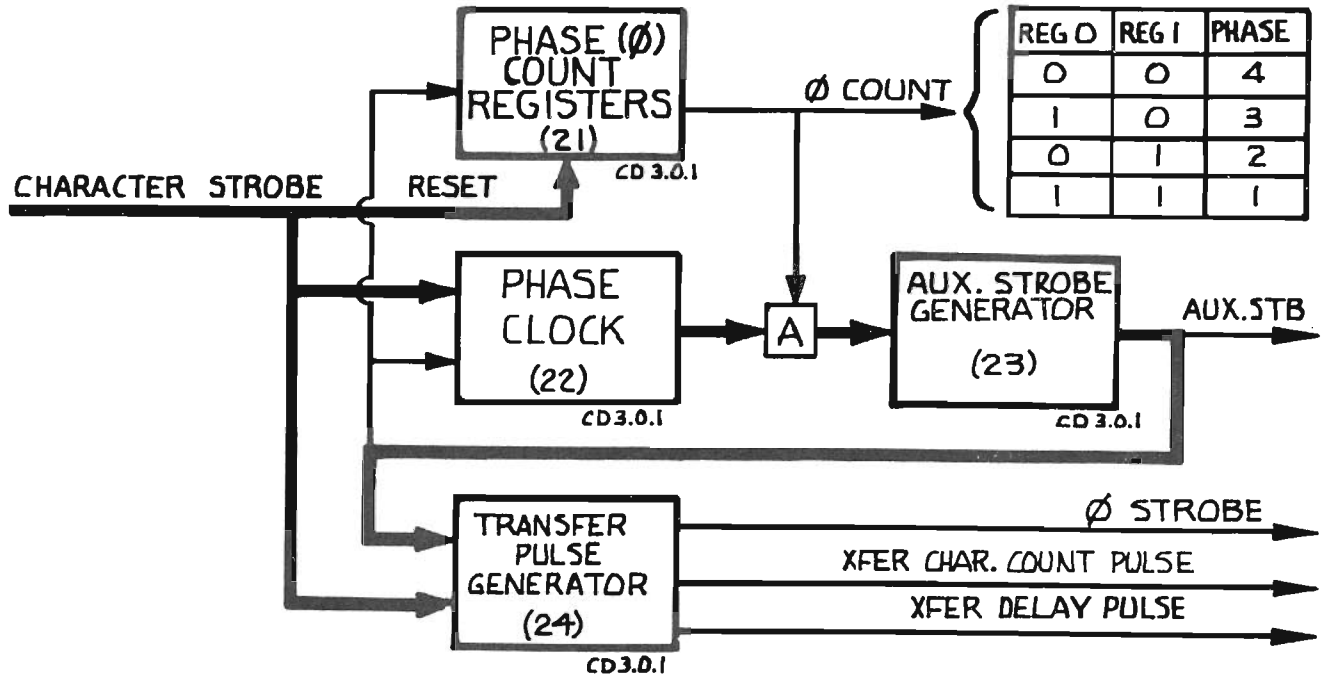 PHASE (Ø)
COUNT
REGISTERS
(21)
CD 3.0.1
Ø COUNT
REG 0 REG 1 PHASE
0 0 4
1 0 3
0 1 2
1 1 1
CHARACTER STROBE RESET
PHASE
CLOCK
(22)
CD 3.0.1
A
AUX. STROBE
GENERATOR
(23)
CD 3.0.1
AUX.STB
TRANSFER
PULSE
GENERATOR
(24)
CD3.0.1
Ø STROBE
XFER CHAR. COUNT PULSE
XFER DELAY PULSE